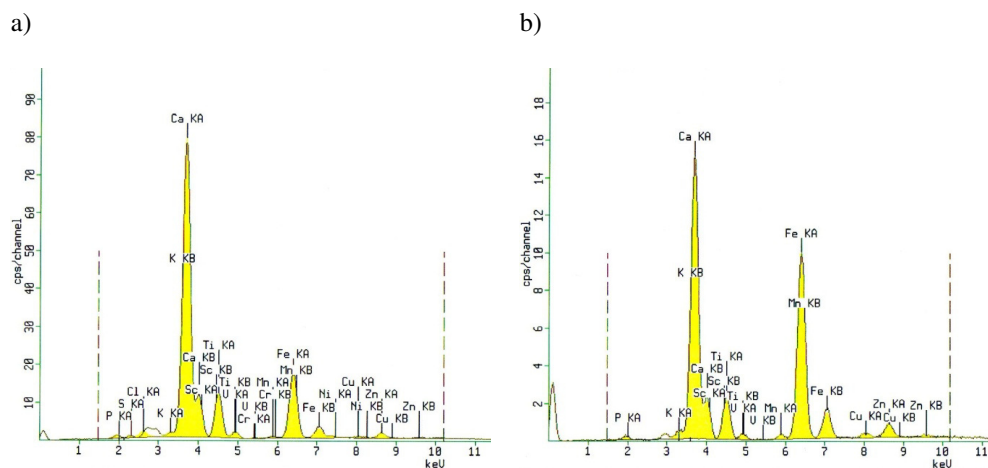 a) b)
cps/channel
90
80
70
60
50
40
30
20
10
Ca KA
K KB
Ti KA
Ca KB
Sc KB
Sc KA
Ti KB
U KA
U KB
Cl KA
S KA
P KA
K KA
Cr KA
Mn KA
Cr KB
Fe KA
Mn KB
Fe KB
Ni KA
Ni KB
Cu KA
Zn KA
Cu KB
Zn KB
1 2 3 4 5 6 7 8 9 10 11
keV
cps/channel
18
16
14
12
10
8
6
4
2
Ca KA
K KB
Ti KA
Ca KB
Sc KB
Sc KA
Ti KB
U KA
U KB
P KA
K KA
Mn KA
Fe KA
Mn KB
Fe KB
Cu KA
Zn KA
Cu KB
Zn KB
1 2 3 4 5 6 7 8 9 10 11
keV